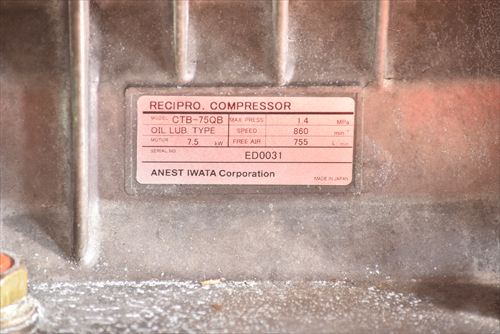 RECIPRO. COMPRESSOR
MODEL CTB-75QB MAX. PRESS 1.4 MPa
OIL LUB. TYPE SPEED 860 min⁻¹
MOTOR 7.5 kW FREE AIR 755 L/min
SERIAL NO. ED0031
ANEST IWATA Corporation MADE IN JAPAN